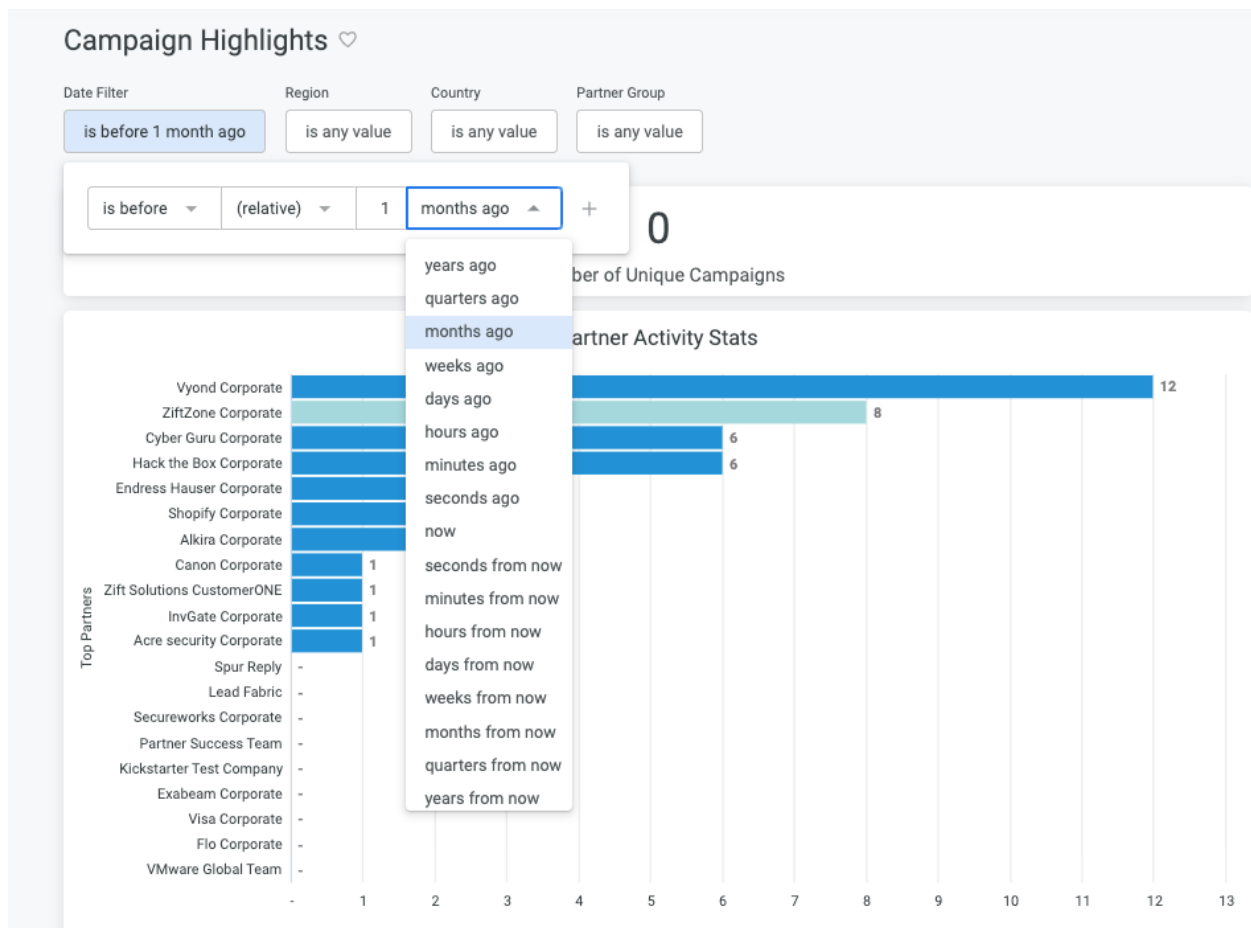 Campaign Highlights
Date Filter
Region
Country
Partner Group
is before 1 month ago
is any value
is any value
is any value
is before
(relative)
1
months ago
+
0
of Unique Campaigns
years ago
quarters ago
months ago
weeks ago
days ago
hours ago
minutes ago
seconds ago
now
seconds from now
minutes from now
hours from now
days from now
weeks from now
months from now
quarters from now
years from now
Activity Stats
Top Partners
Vyond Corporate 12
ZiftZone Corporate 8
Cyber Guru Corporate 6
Hack the Box Corporate 6
Endress Hauser Corporate
Shopify Corporate
Alkira Corporate
Canon Corporate 1
Zift Solutions CustomerONE 1
InvGate Corporate 1
Acre security Corporate 1
Spur Reply -
Lead Fabric -
Secureworks Corporate -
Partner Success Team -
Kickstarter Test Company -
Exabeam Corporate -
Visa Corporate -
Flo Corporate -
VMware Global Team -
- 1 2 3 4 5 6 7 8 9 10 11 12 13